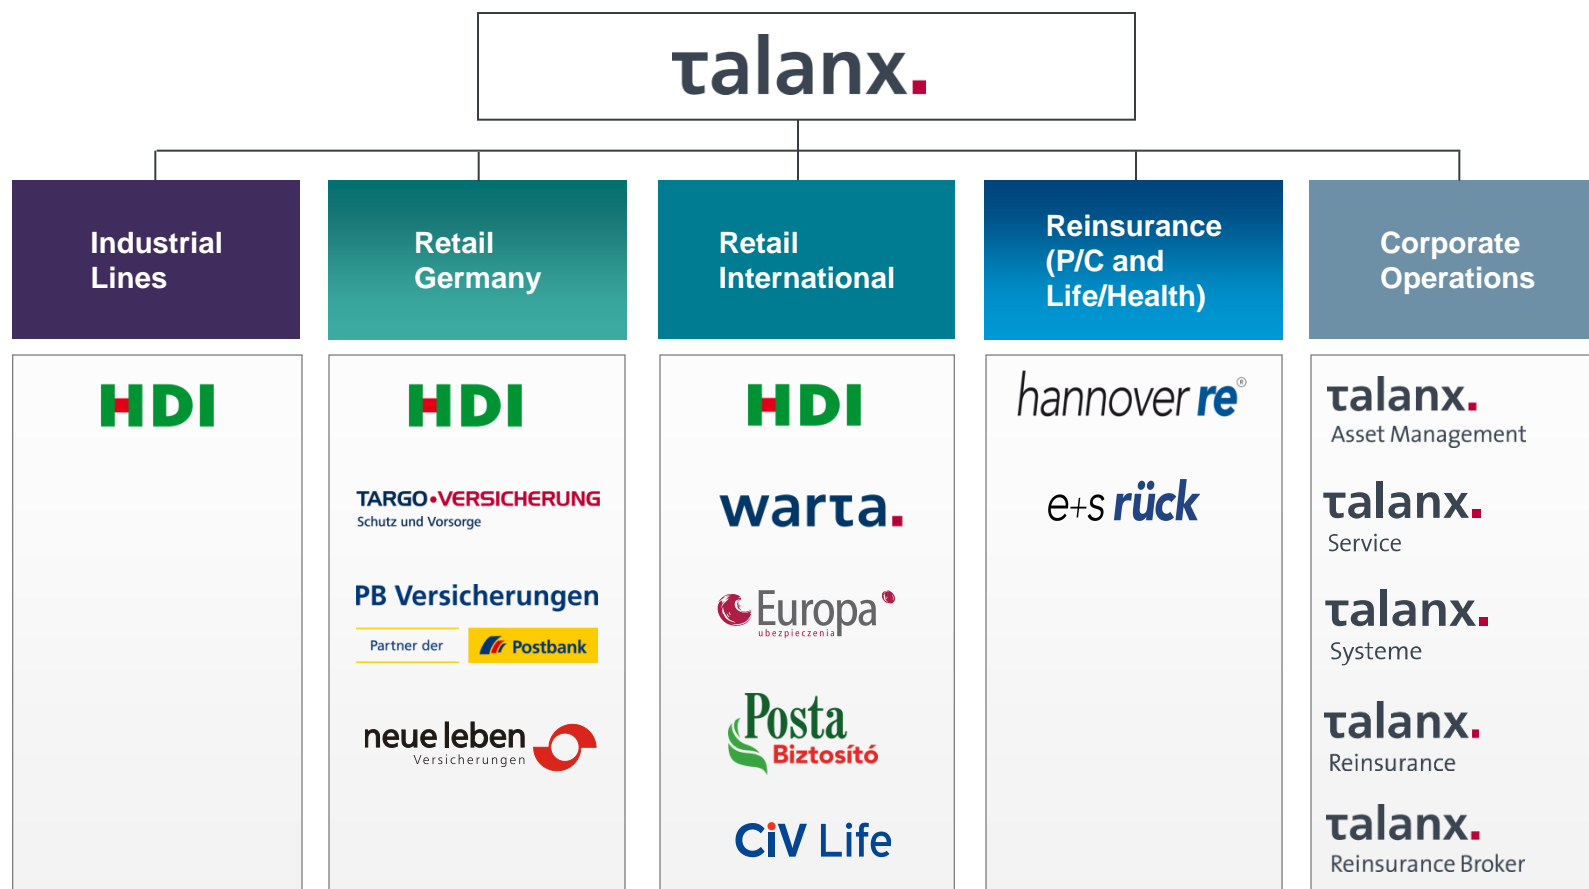 talanx.
Industrial
Lines
Retail
Germany
Retail
International
Reinsurance
(P/C and
Life/Health)
Corporate
Operations
HDI
HDI
TARGO•VERSICHERUNG
Schutz und Vorsorge
PB Versicherungen
Partner der
Postbank
neue leben
Versicherungen
HDI
warta.
Europa
ubezpieczenia
Posta
Biztosító
CiV Life
hannover re®
e+s rück
talanx.
Asset Management
talanx.
Service
talanx.
Systeme
talanx.
Reinsurance
talanx.
Reinsurance Broker